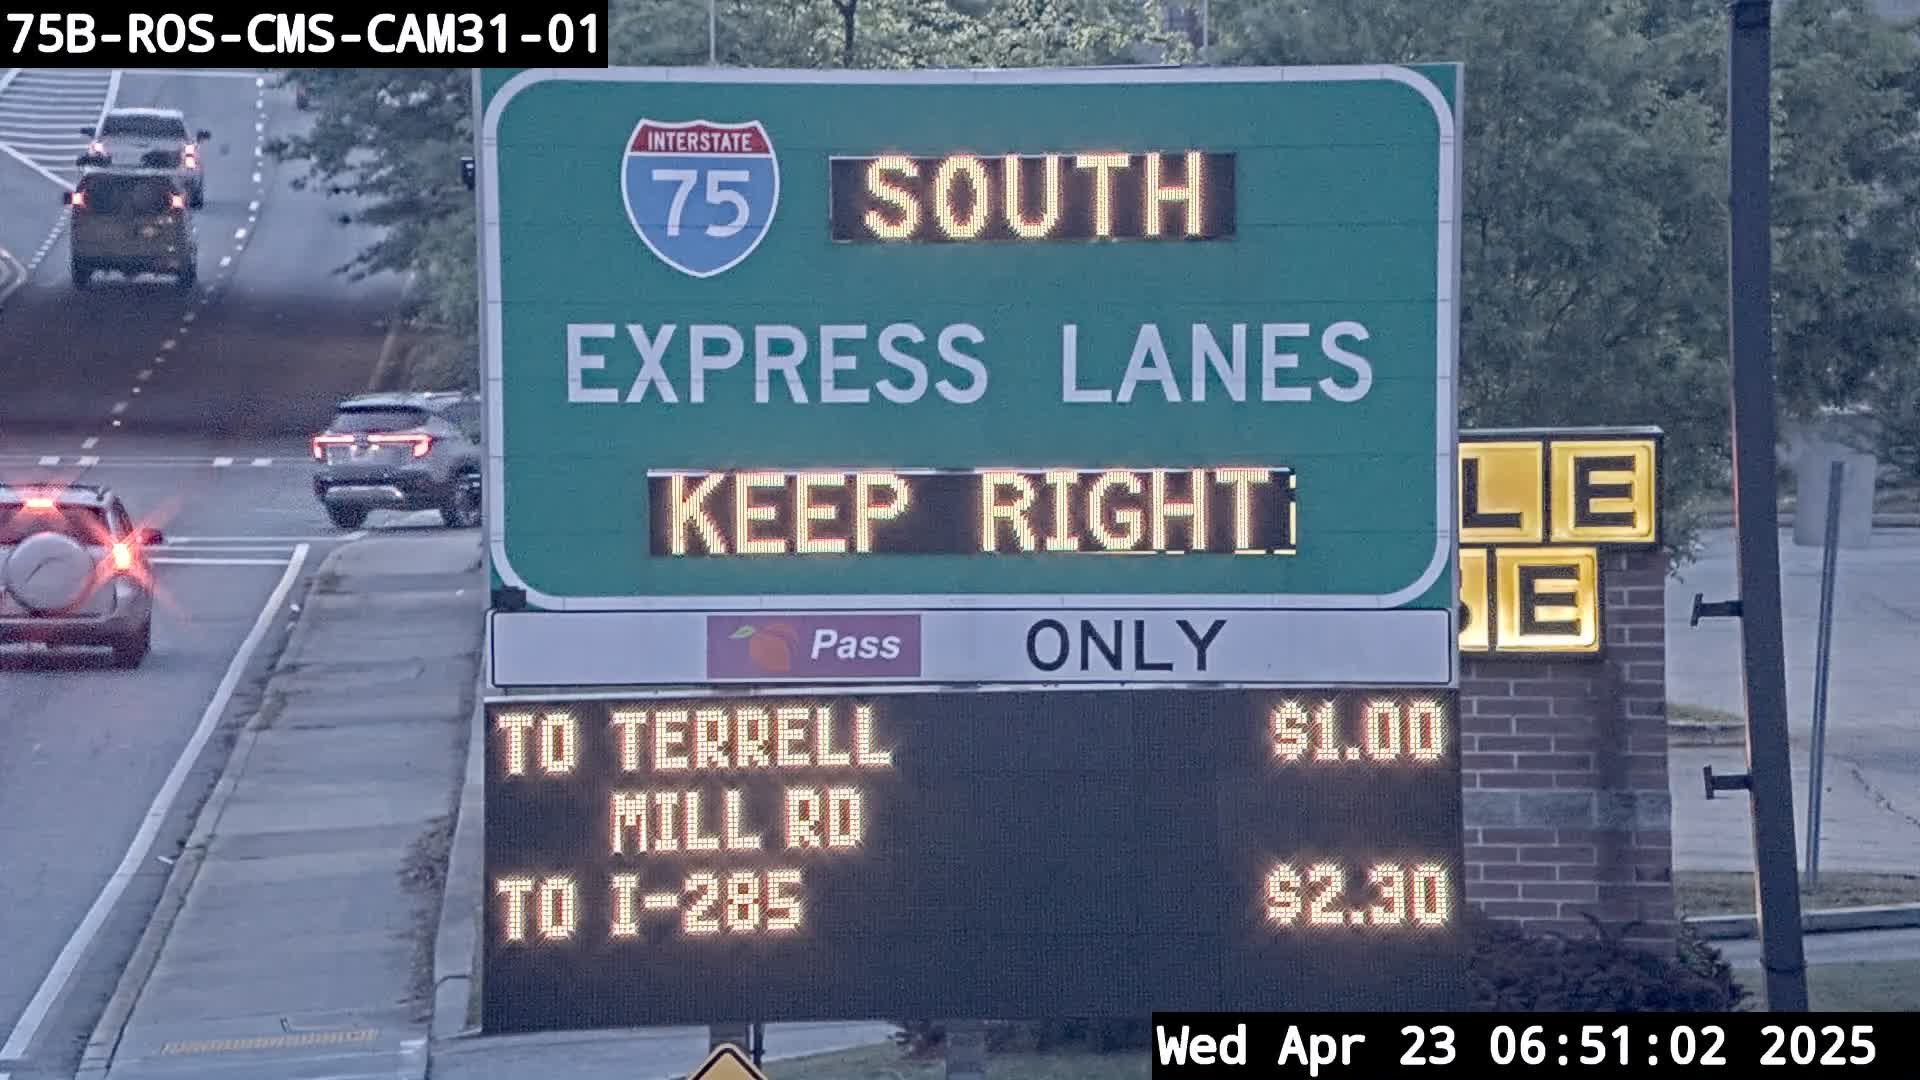 75B-ROS-CMS-CAM31-01
INTERSTATE
75
SOUTH
EXPRESS LANES
KEEP RIGHT
Pass ONLY
TO TERRELL $1.00
MILL RD
TO I-285 $2.30
LE
E
Wed Apr 23 06:51:02 2025